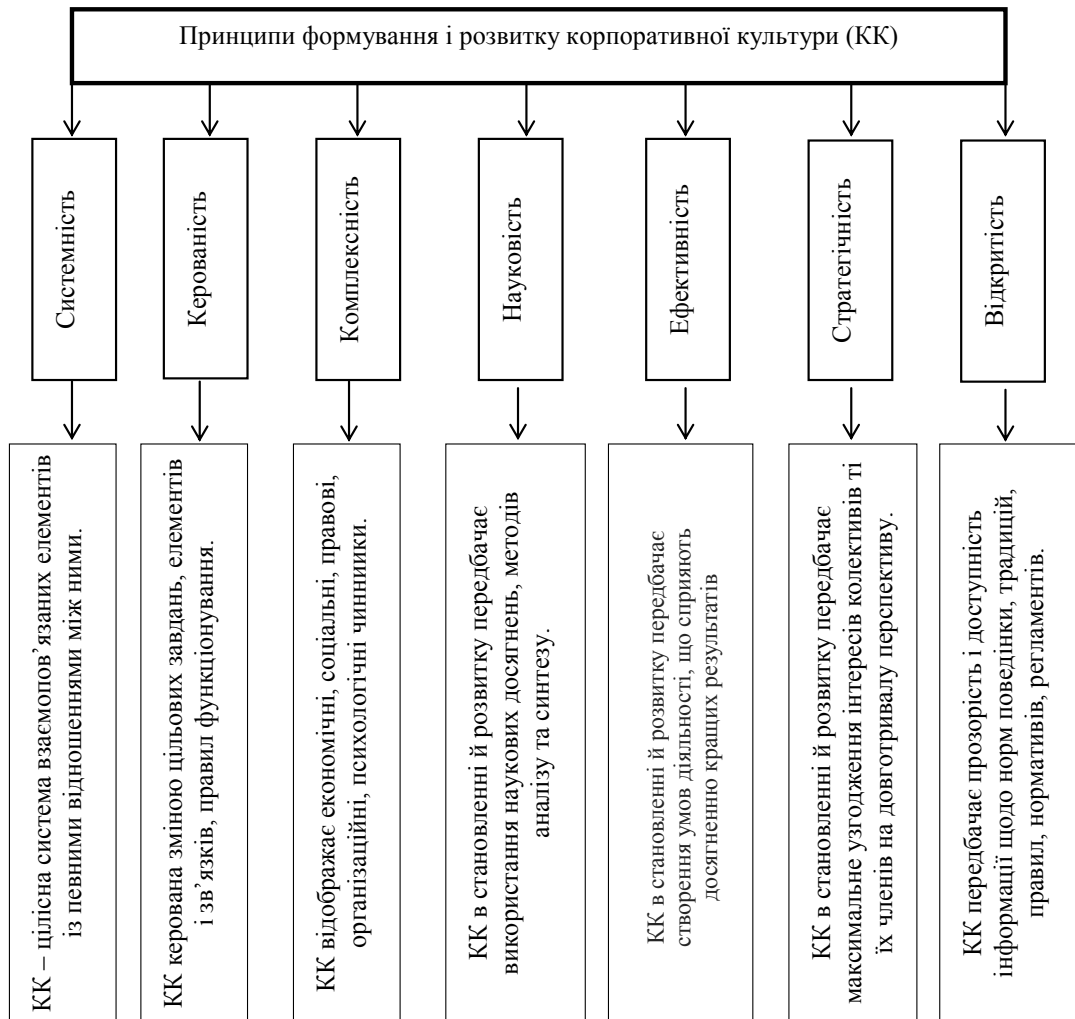 Принципи формування і розвитку корпоративної культури (КК)
Системність
Керованість
Комплексність
Науковість
Ефективність
Стратегічність
Відкритість
КК – цілісна система взаємопов’язаних елементів
із певними відношеннями між ними.
КК керована зміною цільових завдань, елементів
і зв’язків, правил функціонування.
КК відображає економічні, соціальні, правові,
організаційні, психологічні чинники.
КК в становленні й розвитку передбачає
використання наукових досягнень, методів
аналізу та синтезу.
КК в становленні й розвитку передбачає
створення умов діяльності, що сприяють
досягненню кращих результатів
КК в становленні й розвитку передбачає
максимальне узгодження інтересів колективів ті
їх членів на довготривалу перспективу.
КК передбачає прозорість і доступність
інформації щодо норм поведінки, традицій,
правил, нормативів, регламентів.